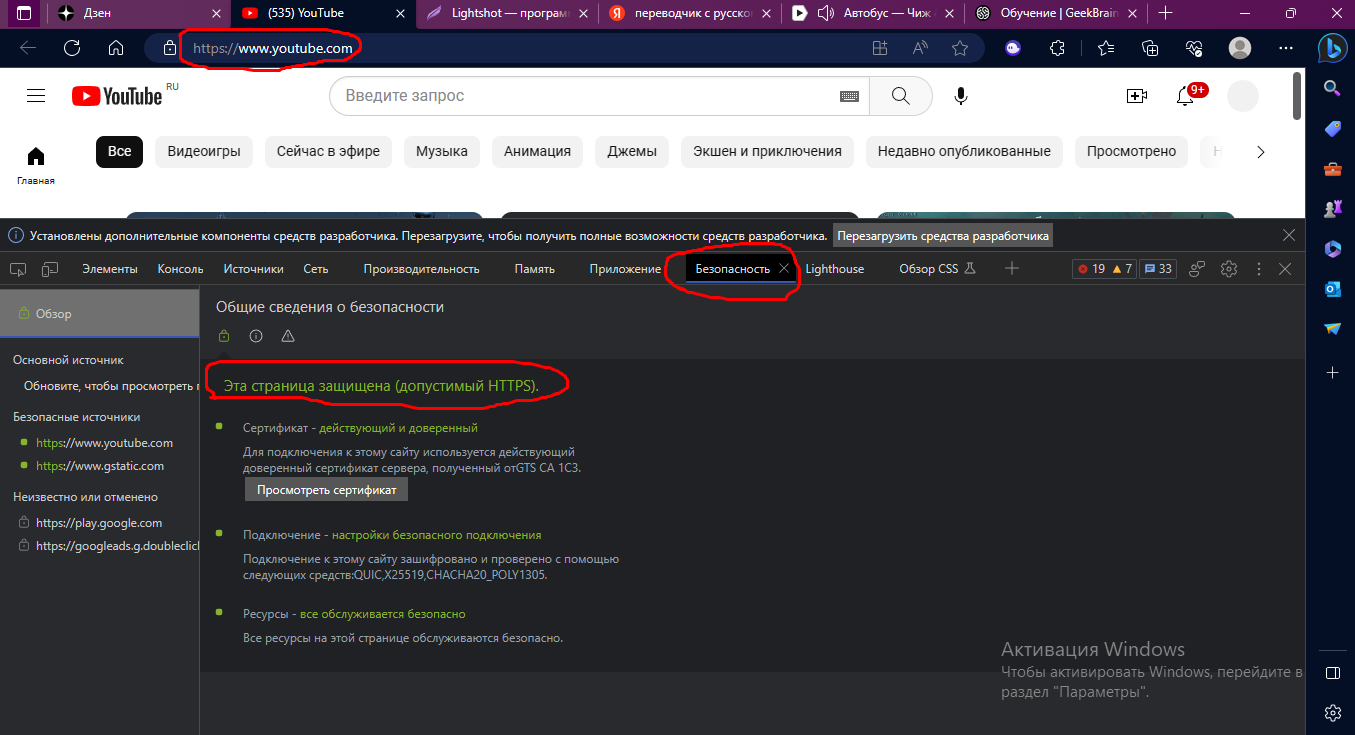 Дзен
(535) YouTube
Lightshot — програм
переводчик с русско
Автобус — Чиж
Обучение | GeekBrain
https://www.youtube.com
YouTube
RU
Введите запрос
9+
Главная
Все
Видеоигры
Сейчас в эфире
Музыка
Анимация
Джемы
Экшен и приключения
Недавно опубликованные
Просмотрено
Установлены дополнительные компоненты средств разработчика. Перезагрузите, чтобы получить полные возможности средств разработчика.
Перезагрузить средства разработчика
Элементы
Консоль
Источники
Сеть
Производительность
Память
Приложение
Безопасность
Lighthouse
Обзор CSS
19
7
33
Обзор
Основной источник
Обновите, чтобы просмотреть
Безопасные источники
https://www.youtube.com
https://www.gstatic.com
Неизвестно или отменено
https://play.google.com
https://googleads.g.doubleclicl
Общие сведения о безопасности
Эта страница защищена (допустимый HTTPS).
Сертификат - действующий и доверенный
Для подключения к этому сайту используется действующий
доверенный сертификат сервера, полученный отGTS CA 1C3.
Просмотреть сертификат
Подключение - настройки безопасного подключения
Подключение к этому сайту зашифровано и проверено с помощью
следующих средств:QUIC,X25519,CHACHA20_POLY1305.
Ресурсы - все обслуживается безопасно
Все ресурсы на этой странице обслуживаются безопасно.
Активация Windows
Чтобы активировать Windows, перейдите в
раздел "Параметры".